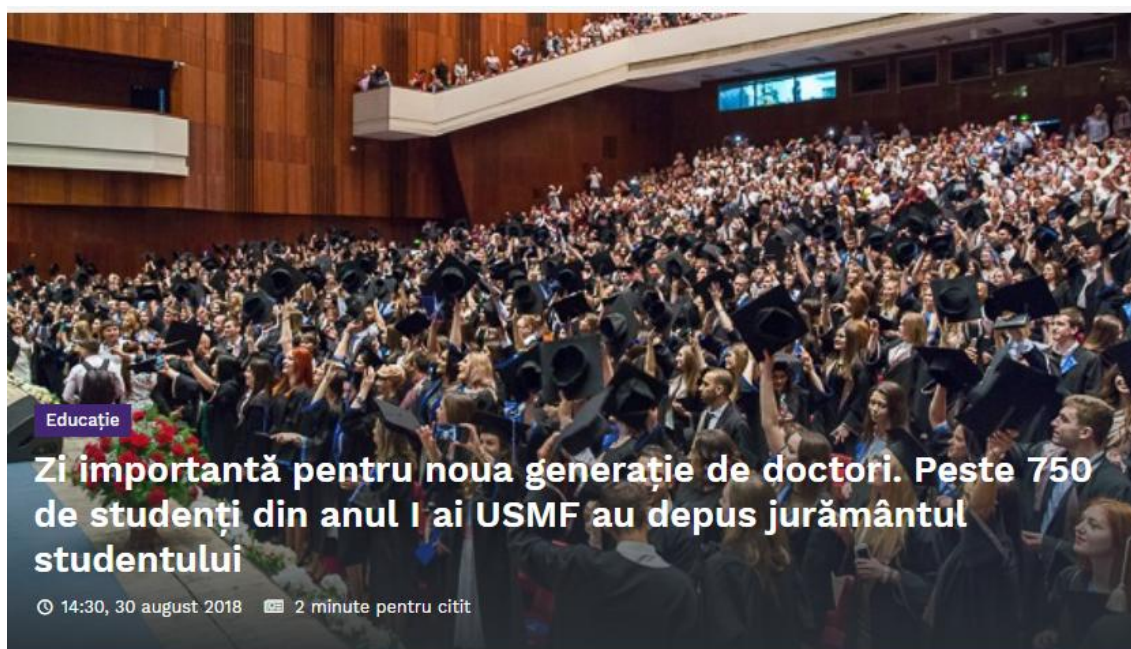 Educație
Zi importantă pentru noua generație de doctori. Peste 750
de studenți din anul I ai USMF au depus jurământul
studentului
14:30, 30 august 2018 2 minute pentru citit